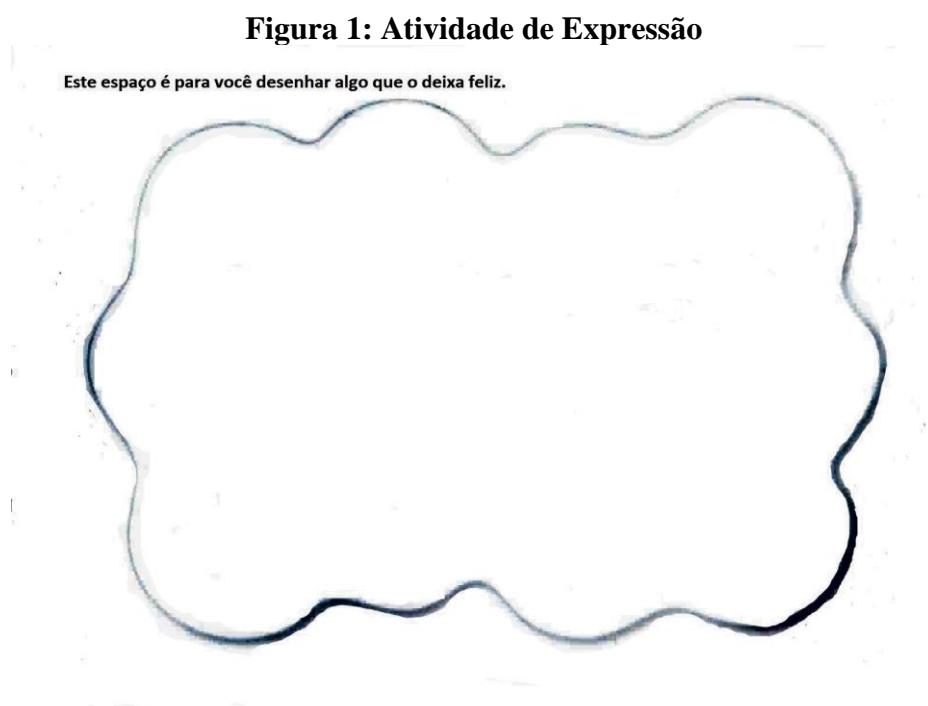 Figura 1: Atividade de Expressão
Este espaço é para você desenhar algo que o deixa feliz.